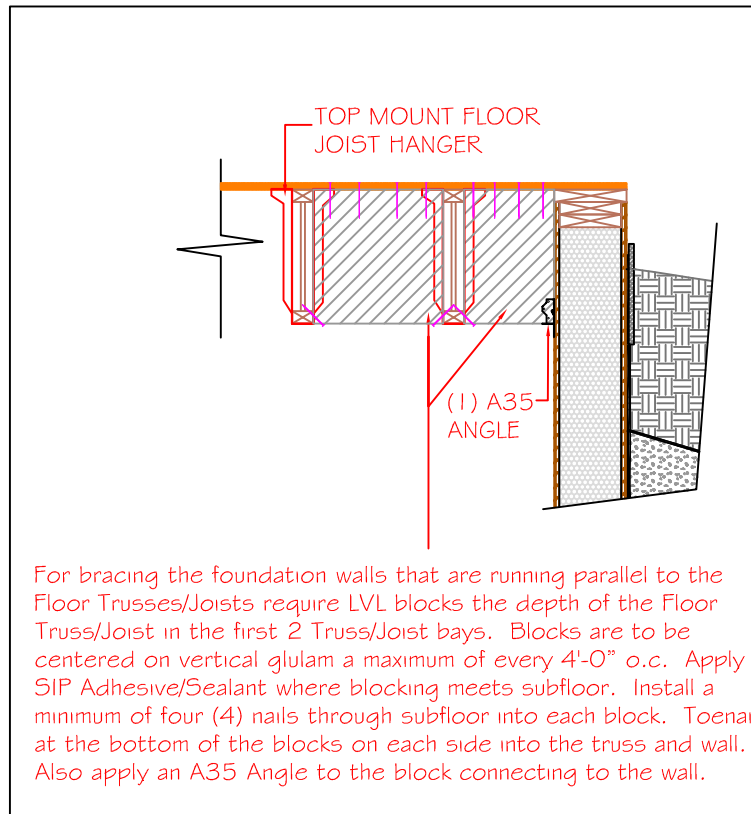 TOP MOUNT FLOOR
JOIST HANGER
(1) A35
ANGLE
For bracing the foundation walls that are running parallel to the
Floor Trusses/Joists require LVL blocks the depth of the Floor
Truss/Joist in the first 2 Truss/Joist bays. Blocks are to be
centered on vertical glulam a maximum of every 4'-0" o.c. Apply
SIP Adhesive/Sealant where blocking meets subfloor. Install a
minimum of four (4) nails through subfloor into each block.
at the bottom of the blocks on each side into the truss and wall.
Also apply an A35 Angle to the block connecting to the wall.